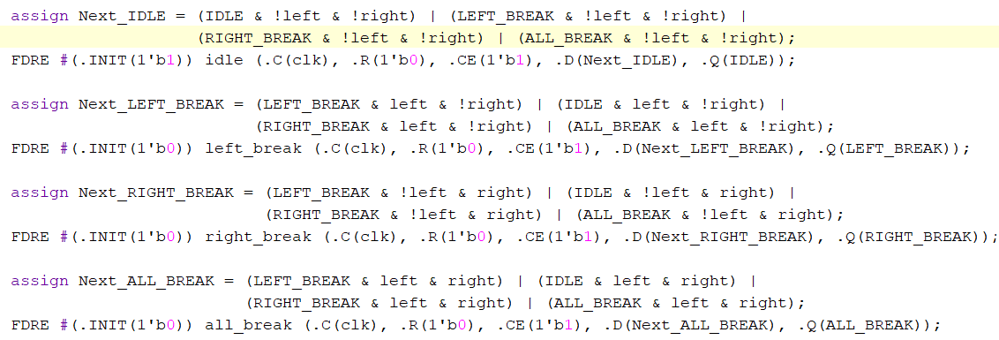 assign Next_IDLE = (IDLE & !left & !right) | (LEFT_BREAK & !left & !right) |
(RIGHT_BREAK & !left & !right) | (ALL_BREAK & !left & !right);
FDRE #(.INIT(1'b1)) idle (.C(clk), .R(1'b0), .CE(1'b1), .D(Next_IDLE), .Q(IDLE));
assign Next_LEFT_BREAK = (LEFT_BREAK & left & !right) | (IDLE & left & !right) |
(RIGHT_BREAK & left & !right) | (ALL_BREAK & left & !right);
FDRE #(.INIT(1'b0)) left_break (.C(clk), .R(1'b0), .CE(1'b1), .D(Next_LEFT_BREAK), .Q(LEFT_BREAK));
assign Next_RIGHT_BREAK = (LEFT_BREAK & !left & right) | (IDLE & !left & right) |
(RIGHT_BREAK & !left & right) | (ALL_BREAK & !left & right);
FDRE #(.INIT(1'b0)) right_break (.C(clk), .R(1'b0), .CE(1'b1), .D(Next_RIGHT_BREAK), .Q(RIGHT_BREAK));
assign Next_ALL_BREAK = (LEFT_BREAK & left & right) | (IDLE & left & right) |
(RIGHT_BREAK & left & right) | (ALL_BREAK & left & right);
FDRE #(.INIT(1'b0)) all_break (.C(clk), .R(1'b0), .CE(1'b1), .D(Next_ALL_BREAK), .Q(ALL_BREAK));